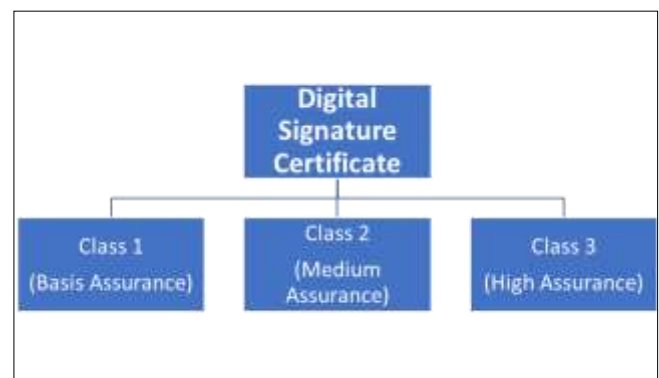 Digital
Signature
Certificate
Class 1
(Basis Assurance)
Class 2
(Medium
Assurance)
Class 3
(High Assurance)